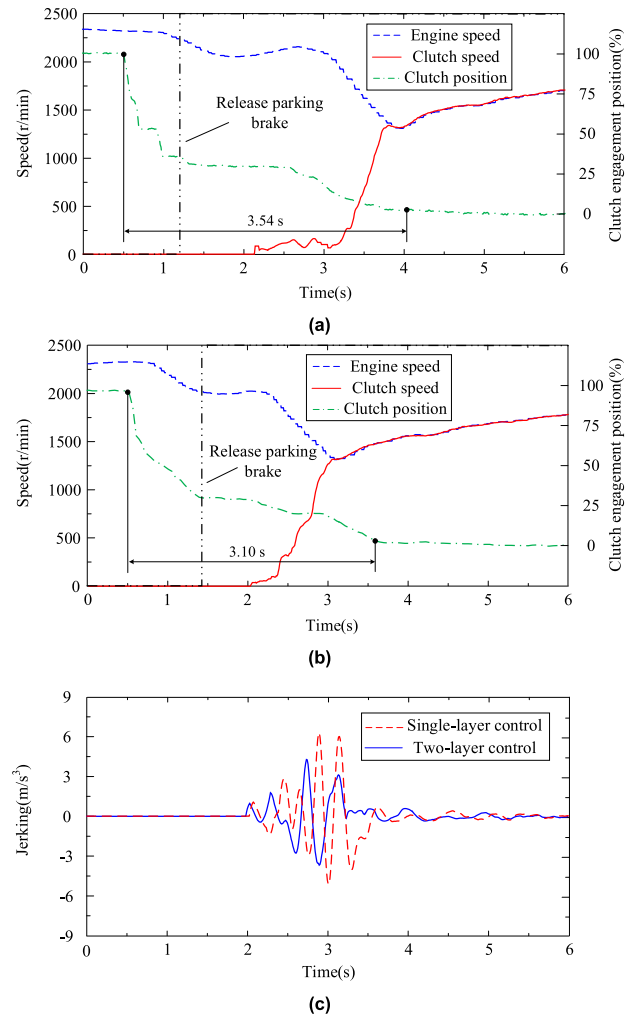 2500
2000
1500
1000
500
0
Speed(r/min)
Engine speed
Clutch speed
Clutch position
Release parking
brake
3.54 s
100
75
50
25
0
Clutch engagement position(%)
0 1 2 3 4 5 6
Time(s)
(a)
2500
2000
1500
1000
500
0
Speed(r/min)
Engine speed
Clutch speed
Clutch position
Release parking
brake
3.10 s
100
75
50
25
0
Clutch engagement position(%)
0 1 2 3 4 5 6
Time(s)
(b)
9
6
3
0
-3
-6
-9
Jerking(m/s³)
Single-layer control
Two-layer control
0 1 2 3 4 5 6
Time(s)
(c)